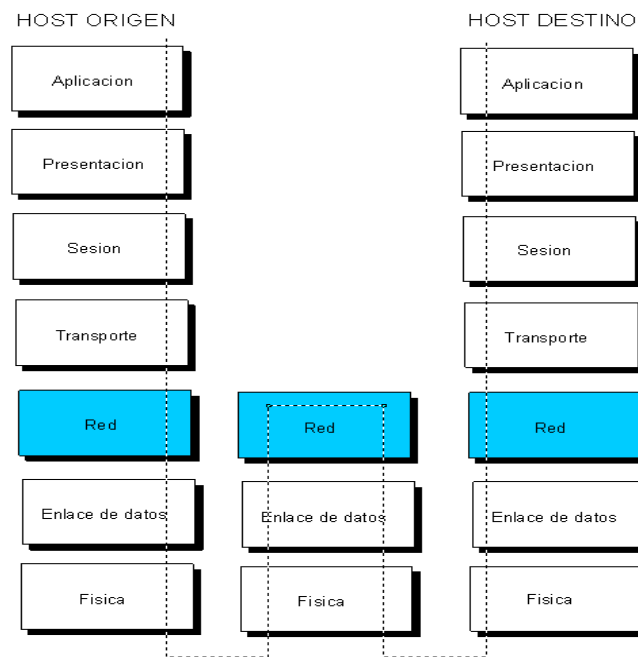 HOST ORIGEN
HOST DESTINO
Aplicacion
Aplicacion
Presentacion
Presentacion
Sesion
Sesion
Transporte
Transporte
Red
Red
Red
Enlace de datos
Enlace de datos
Enlace de datos
Fisica
Fisica
Fisica